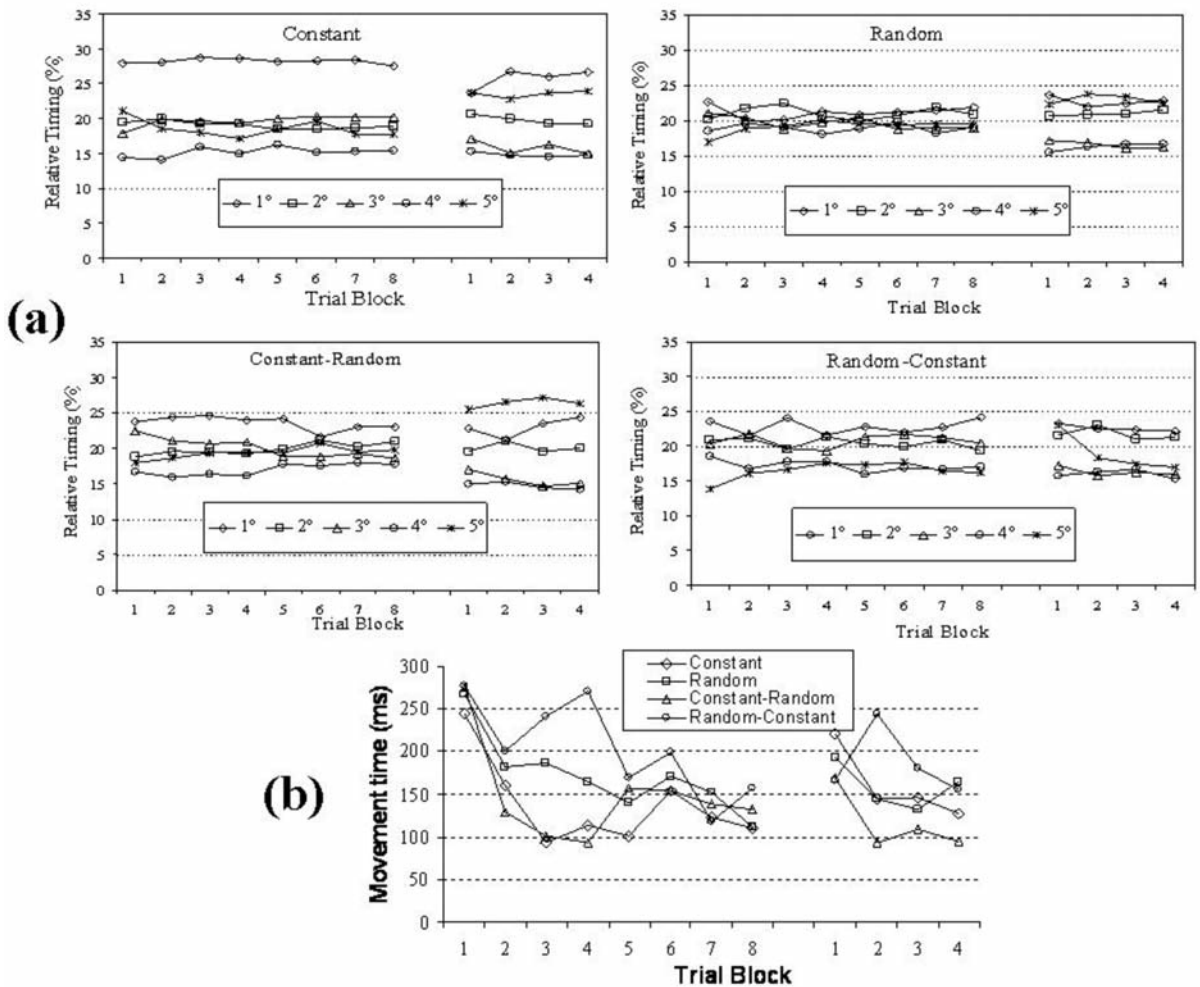 Constant
Relative Timing (%)
35
30
25
20
15
10
5
0
1° 2° 3° 4° 5°
1 2 3 4 5 6 7 8 1 2 3 4
Trial Block
Random
Relative Timing (%)
35
30
25
20
15
10
5
0
1° 2° 3° 4° 5°
1 2 3 4 5 6 7 8 1 2 3 4
Trial Block
(a)
Constant-Random
Relative Timing (%)
35
30
25
20
15
10
5
0
1° 2° 3° 4° 5°
1 2 3 4 5 6 7 8 1 2 3 4
Trial Block
Random-Constant
Relative Timing (%)
35
30
25
20
15
10
5
0
1° 2° 3° 4° 5°
1 2 3 4 5 6 7 8 1 2 3 4
Trial Block
(b)
Movement time (ms)
300
250
200
150
100
50
0
Constant
Random
Constant-Random
Random-Constant
1 2 3 4 5 6 7 8 1 2 3 4
Trial Block